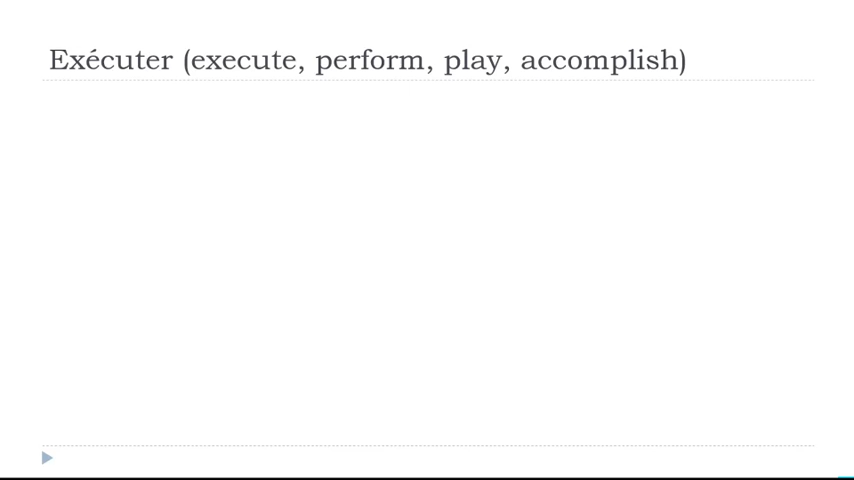 Exécuter (execute, perform, play, accomplish)